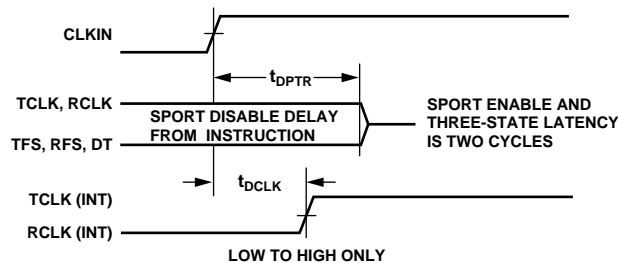 CLKIN
tDPTR
TCLK, RCLK
SPORT DISABLE DELAY
FROM INSTRUCTION
TFS, RFS, DT
SPORT ENABLE AND
THREE-STATE LATENCY
IS TWO CYCLES
tDCLK
TCLK (INT)
RCLK (INT)
LOW TO HIGH ONLY